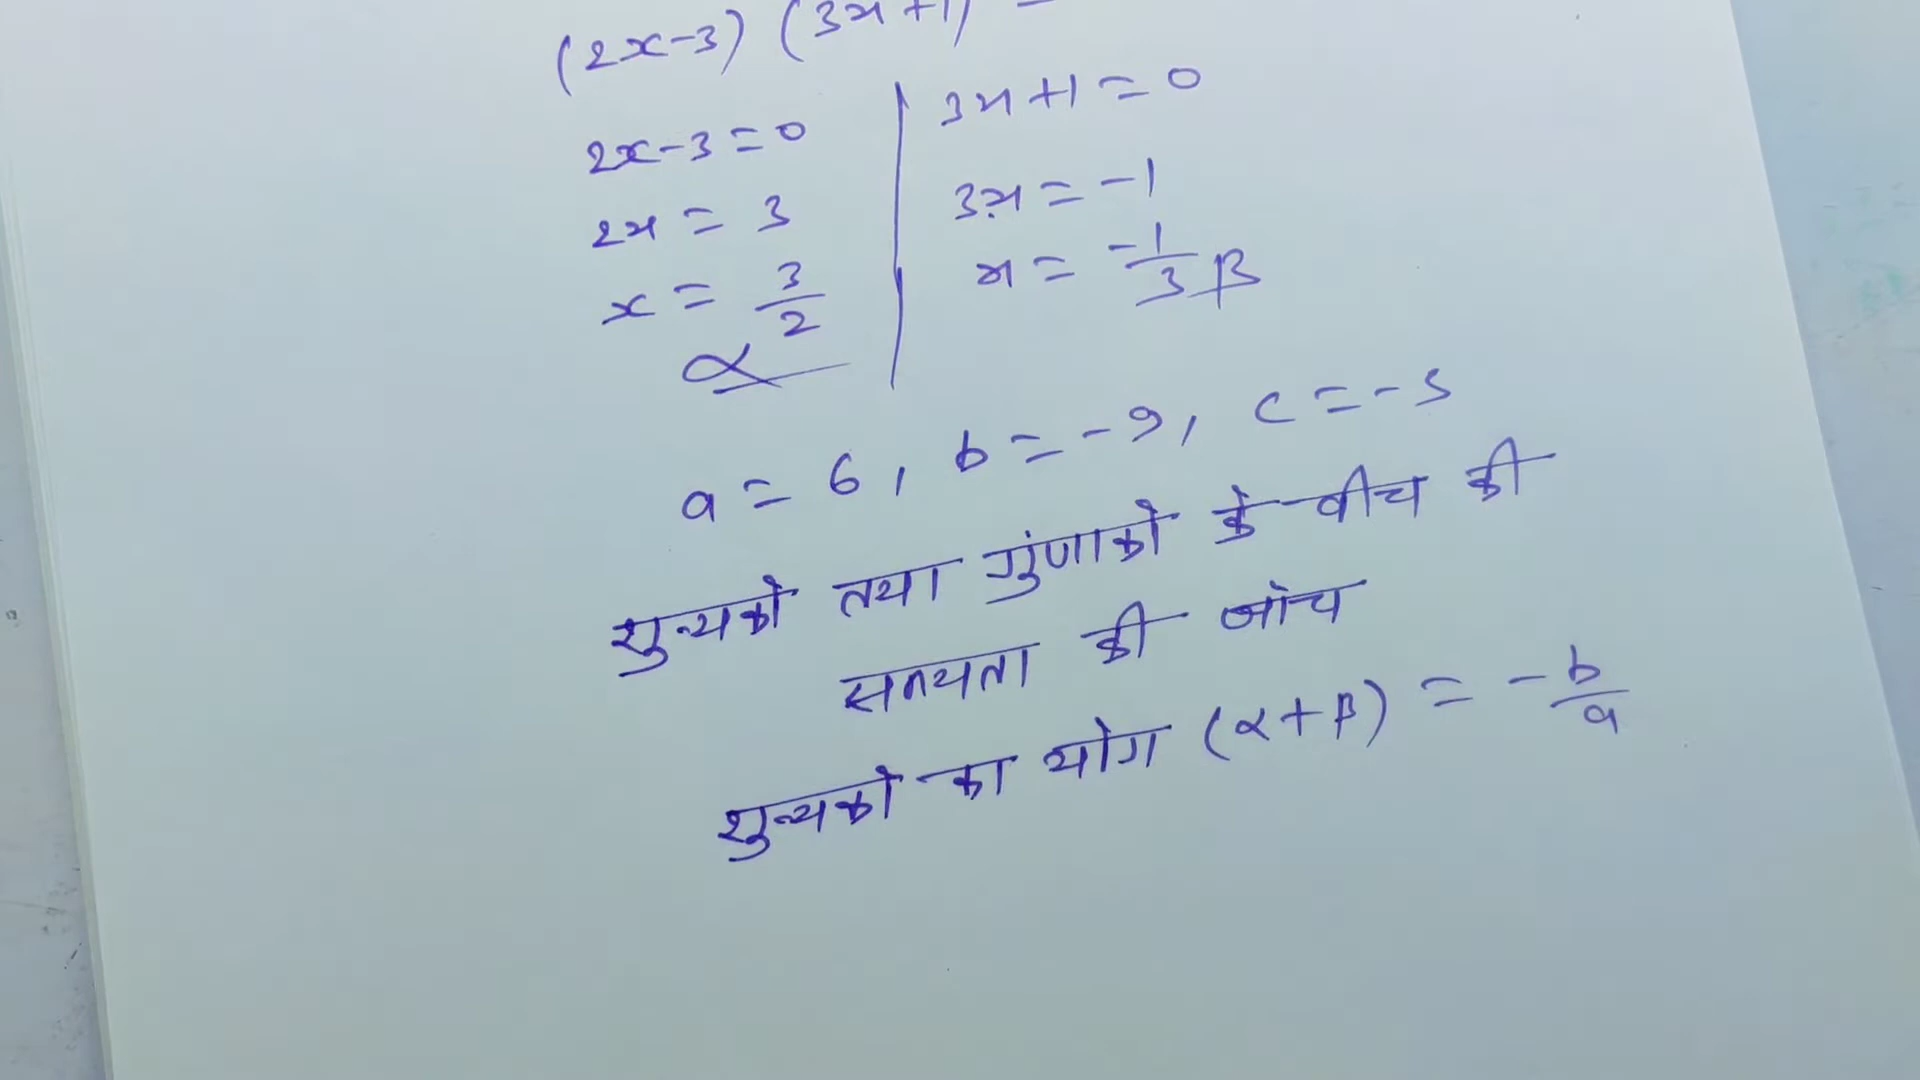 (2x-3) (3x+1) =
2x-3=0
3x+1=0
2x = 3
3x = -1
x = 3/2
x = -1/3 β
α
a = 6, b = -9, c = -3
शुन्यको तथा गुंणाको के बीच की
सत्यता की जाँच
शुन्यको का योग (α+β) = -b/a